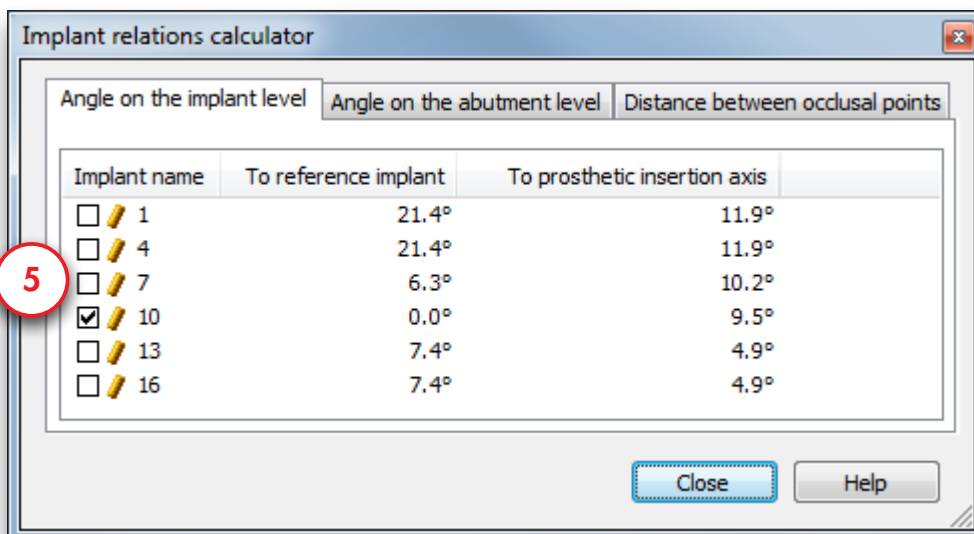 Implant relations calculator
Angle on the implant level Angle on the abutment level Distance between occlusal points
Implant name To reference implant To prosthetic insertion axis
1 21.4° 11.9°
4 21.4° 11.9°
5
7 6.3° 10.2°
10 0.0° 9.5°
13 7.4° 4.9°
16 7.4° 4.9°
Close Help